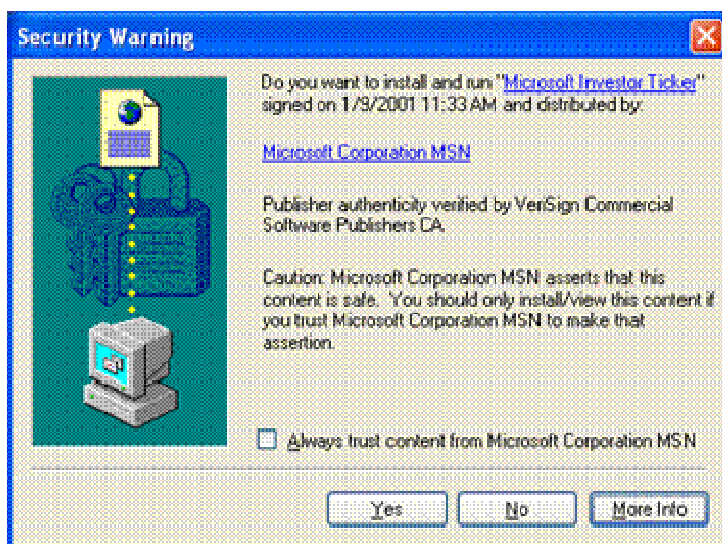 Security Warning
Do you want to install and run "Microsoft Investor Ticker"
signed on 1/9/2001 11:33 AM and distributed by:
Microsoft Corporation MSN
Publisher authenticity verified by VeriSign Commercial
Software Publishers CA.
Caution: Microsoft Corporation MSN asserts that this
content is safe. You should only install/view this content if
you trust Microsoft Corporation MSN to make that
assertion.
Always trust content from Microsoft Corporation MSN
Yes
No
More Info